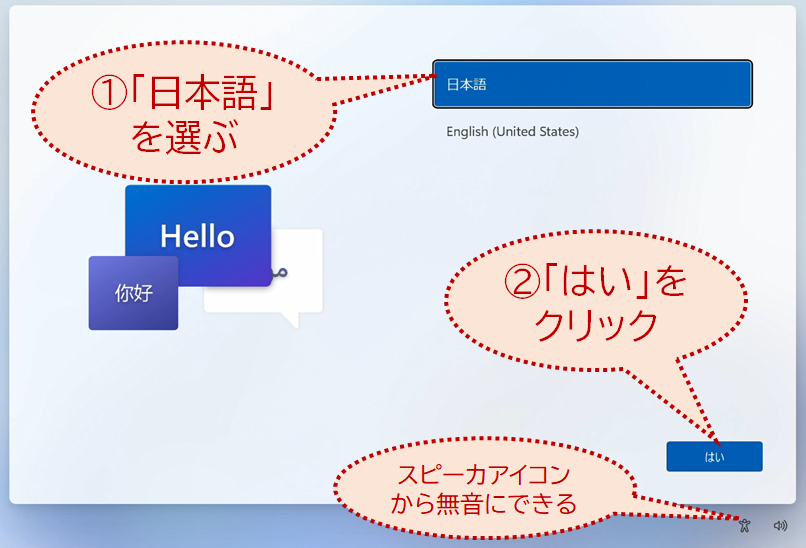 ①「日本語」
を選ぶ
日本語
English (United States)
Hello
你好
②「はい」を
クリック
はい
スピーカアイコン
から無音にできる